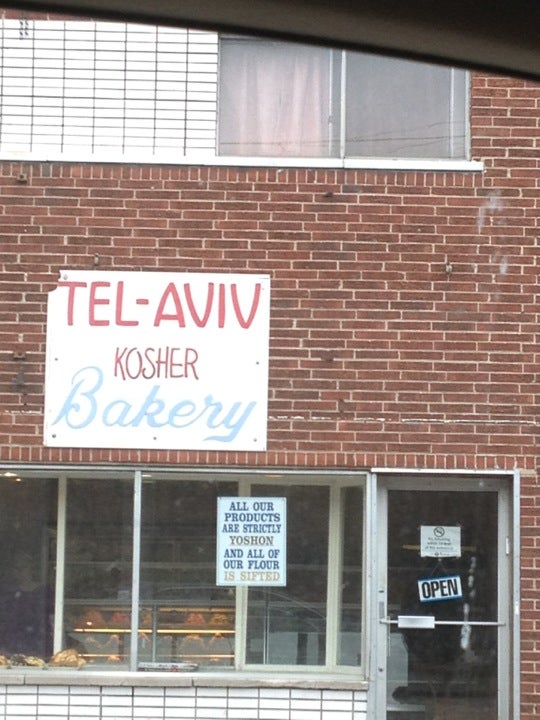 TEL-AVIV
KOSHER
Bakery
ALL OUR
PRODUCTS
ARE STRICTLY
YOSHON
AND ALL OF
OUR FLOUR
IS SIFTED
OPEN